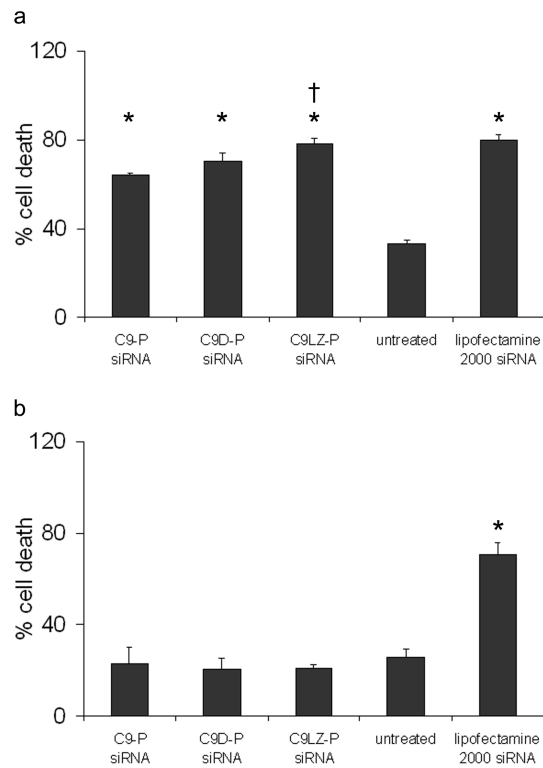 a
120
80
40
0
% cell death
* * † * *
C9-P siRNA
C9D-P siRNA
C9LZ-P siRNA
untreated
lipofectamine 2000 siRNA
b
120
80
40
0
% cell death
*
C9-P siRNA
C9D-P siRNA
C9LZ-P siRNA
untreated
lipofectamine 2000 siRNA